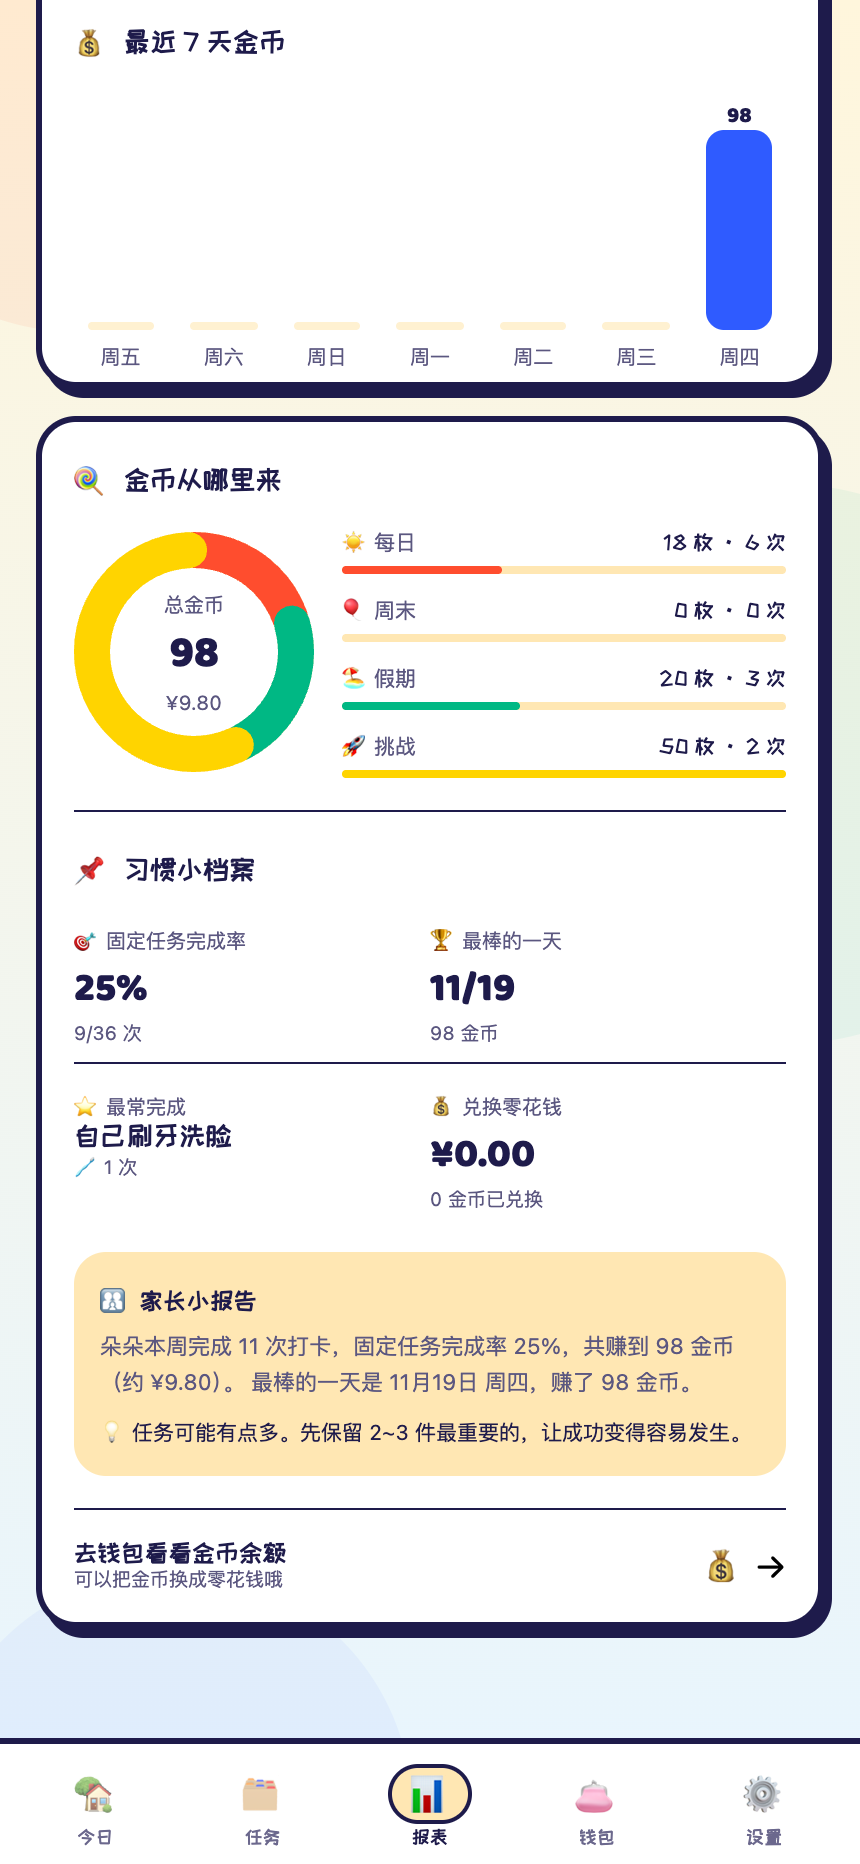 最近 7 天金币
98
周五 周六 周日 周一 周二 周三 周四
金币从哪里来
总金币
98
¥9.80
每日 18 枚 · 6 次
周末 0 枚 · 0 次
假期 20 枚 · 3 次
挑战 50 枚 · 2 次
习惯小档案
固定任务完成率
25%
9/36 次
最棒的一天
11/19
98 金币
最常完成
自己刷牙洗脸
1 次
兑换零花钱
¥0.00
0 金币已兑换
家长小报告
朵朵本周完成 11 次打卡，固定任务完成率 25%，共赚到 98 金币
（约 ¥9.80）。 最棒的一天是 11月19日 周四，赚了 98 金币。
任务可能有点多。先保留 2~3 件最重要的，让成功变得容易发生。
去钱包看看金币余额
可以把金币换成零花钱哦
今日 任务 报表 钱包 设置